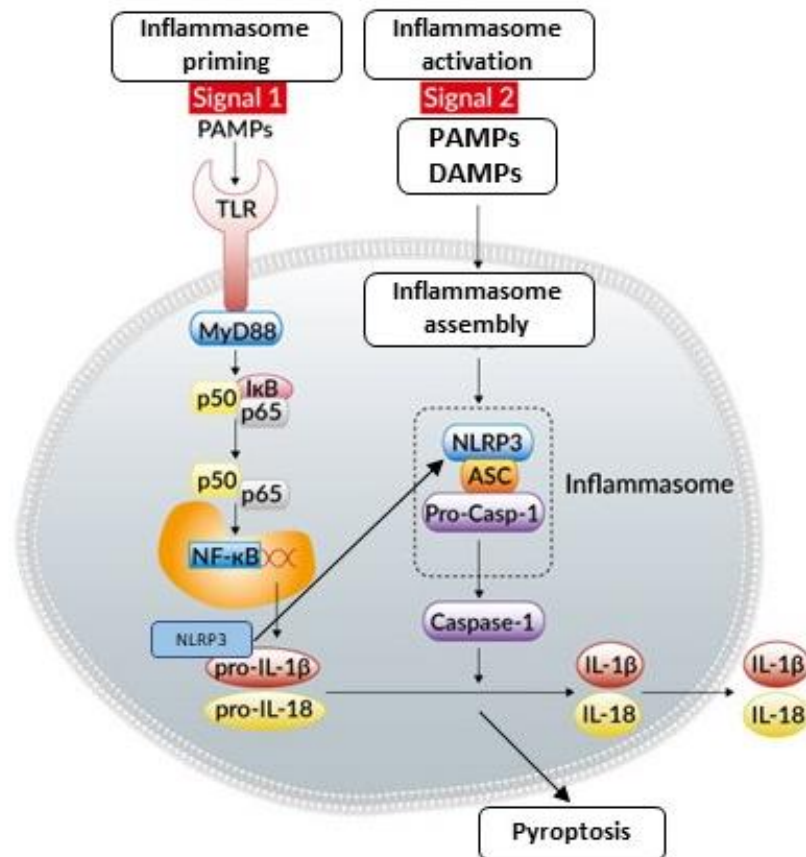 Inflammasome
priming
Signal 1
PAMPs
TLR
MyD88
p50
IκB
p65
p50
p65
NF-κB
NLRP3
pro-IL-1β
pro-IL-18
Inflammasome
activation
Signal 2
PAMPs
DAMPs
Inflammasome
assembly
NLRP3
ASC
Pro-Casp-1
Inflammasome
Caspase-1
IL-1β
IL-18
IL-1β
IL-18
Pyroptosis